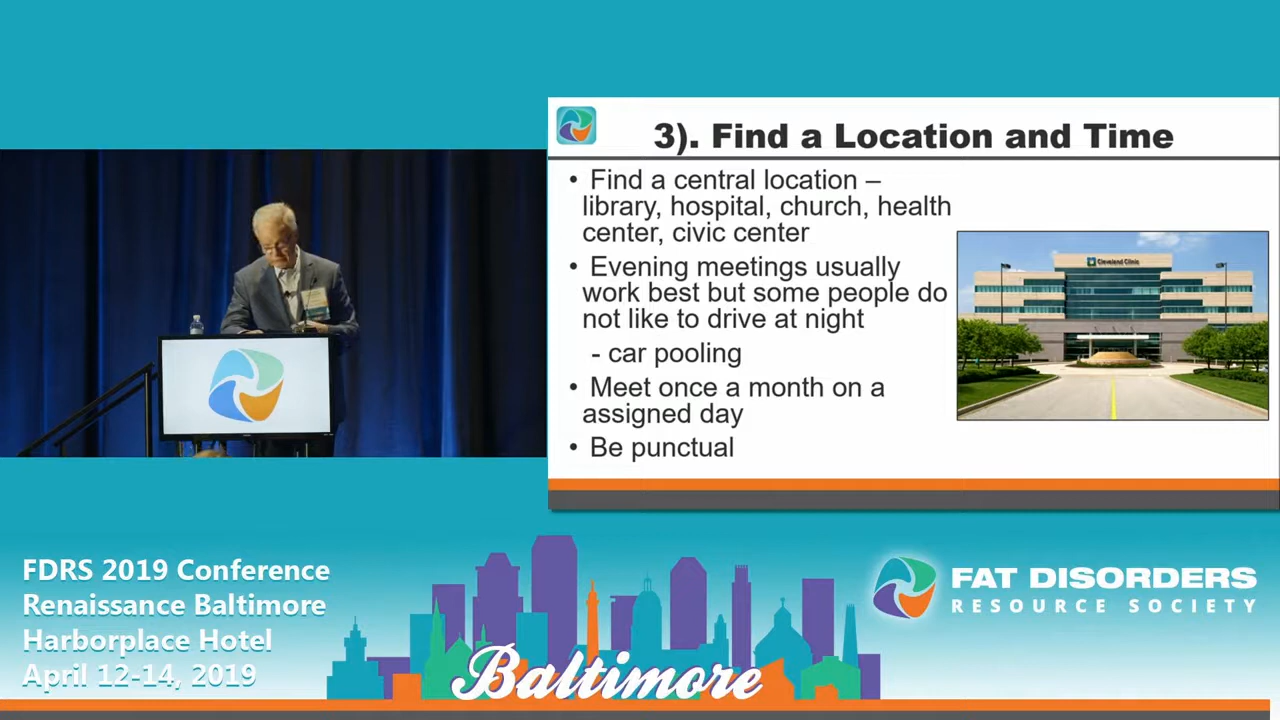 3). Find a Location and Time
• Find a central location –
library, hospital, church, health
center, civic center
• Evening meetings usually
work best but some people do
not like to drive at night
- car pooling
• Meet once a month on a
assigned day
• Be punctual
Cleveland Clinic
FDRS 2019 Conference
Renaissance Baltimore
Harborplace Hotel
April 12-14, 2019
Baltimore
FAT DISORDERS
RESOURCE SOCIETY